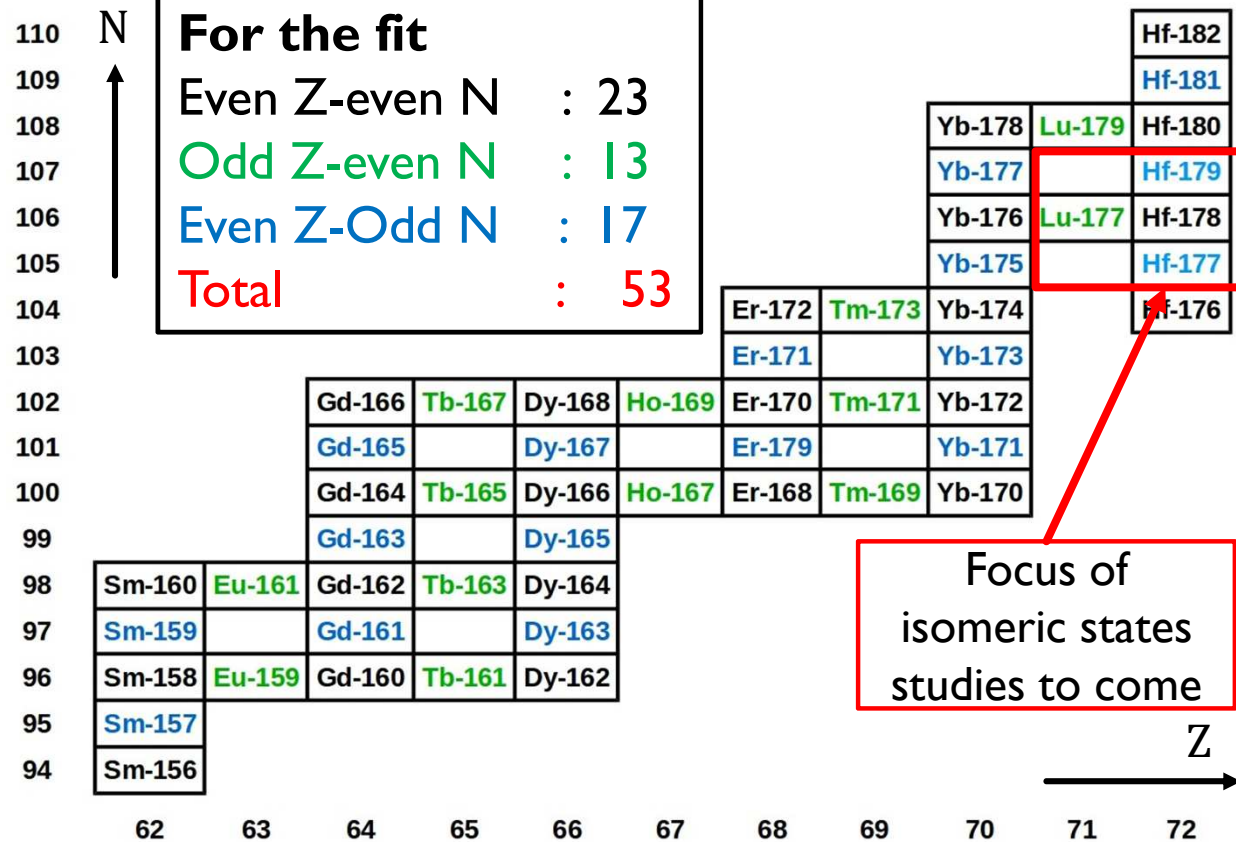 110 N For the fit Hf-182
109 Even Z-even N : 23 Hf-181
108 Odd Z-even N : 13 Yb-178 Lu-179 Hf-180
107 Even Z-Odd N : 17 Yb-177 Hf-179
106 Total : 53 Yb-176 Lu-177 Hf-178
105 Yb-175 Hf-177
104 Er-172 Tm-173 Yb-174 Hf-176
103 Er-171 Yb-173
102 Gd-166 Tb-167 Dy-168 Ho-169 Er-170 Tm-171 Yb-172
101 Gd-165 Dy-167 Er-179 Yb-171
100 Gd-164 Tb-165 Dy-166 Ho-167 Er-168 Tm-169 Yb-170
99 Gd-163 Dy-165
98 Sm-160 Eu-161 Gd-162 Tb-163 Dy-164
97 Sm-159 Gd-161 Dy-163
96 Sm-158 Eu-159 Gd-160 Tb-161 Dy-162
95 Sm-157
94 Sm-156
Focus of
isomeric states
studies to come
Z
62 63 64 65 66 67 68 69 70 71 72